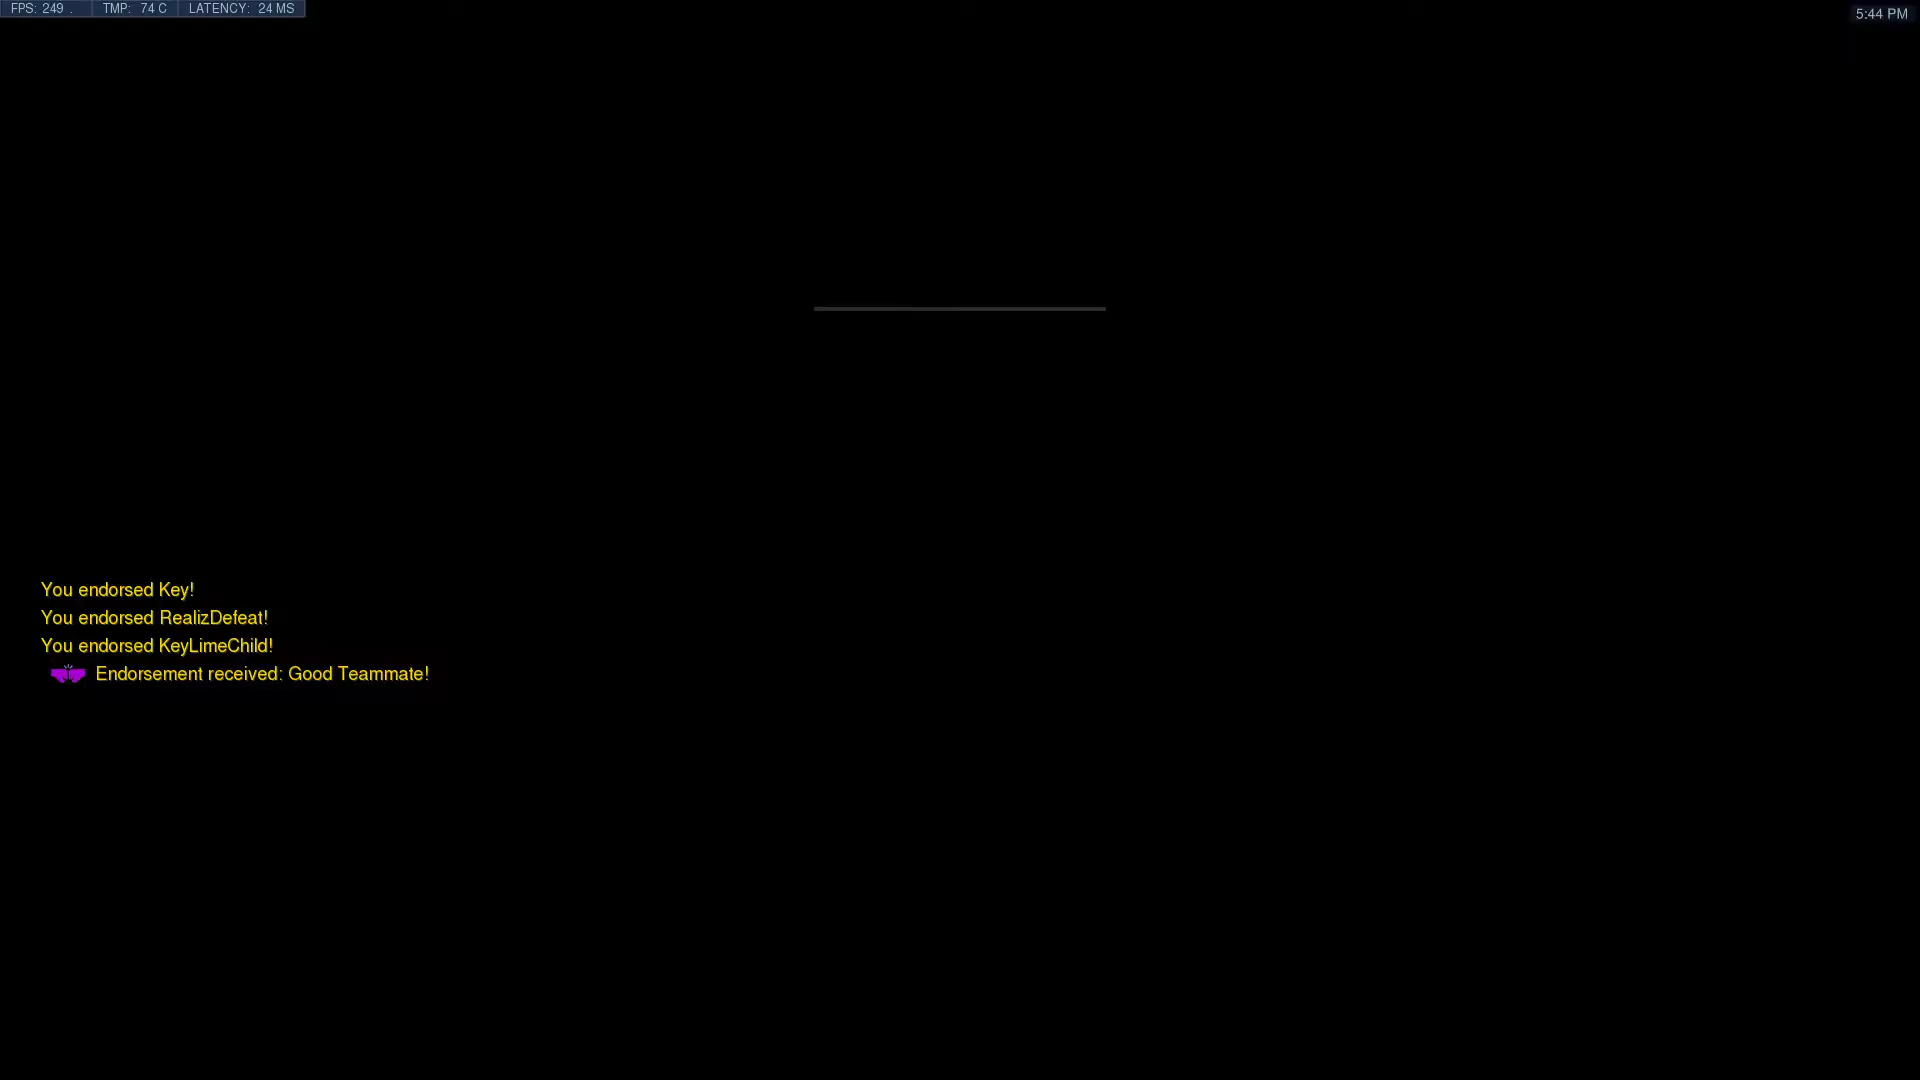 FPS: 249 . TMP: 74 C LATENCY: 24 MS
5:44 PM
You endorsed Key!
You endorsed RealizDefeat!
You endorsed KeyLimeChild!
Endorsement received: Good Teammate!